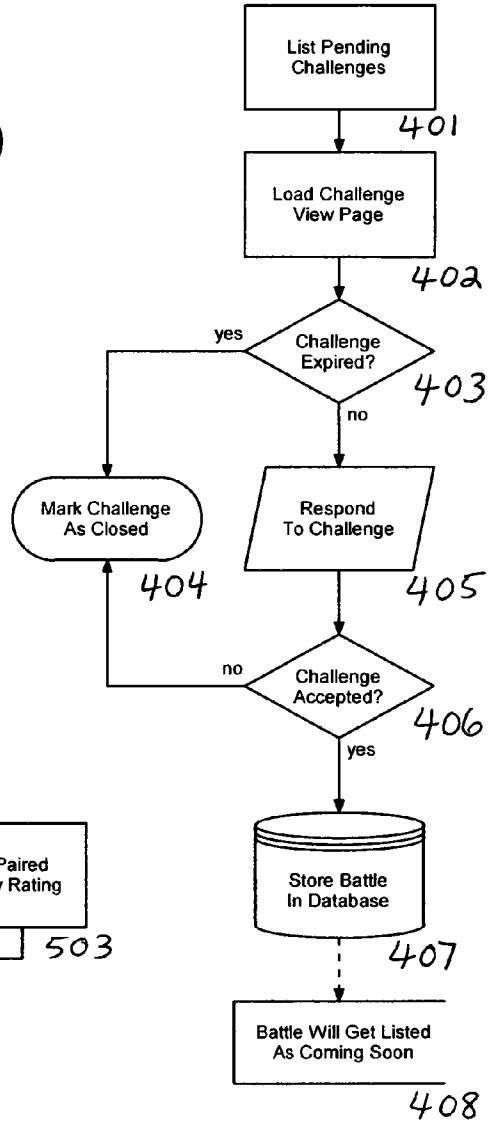 List Pending
Challenges
401
Load Challenge
View Page
402
yes
Challenge
Expired?
403
no
Mark Challenge
As Closed
404
Respond
To Challenge
405
no
Challenge
Accepted?
406
yes
Paired
Rating
503
Store Battle
In Database
407
Battle Will Get Listed
As Coming Soon
408